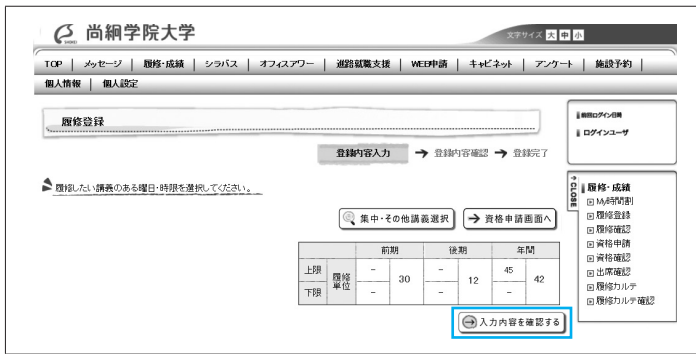 尚絅学院大学
文字サイズ 大 中 小
TOP | メッセージ | 履修・成績 | シラバス | オフィスアワー | 進路就職支援 | WEB申請 | キャビネット | アンケート | 施設予約 |
個人情報 | 個人設定
履修登録
前回ログイン日時
ログインユーザ
登録内容入力 → 登録内容確認 → 登録完了
履修したい講義のある曜日・時限を選択してください。
集中・その他講義選択 → 資格申請画面へ
前期 後期 年間
上限 履修単位 - 30 - 12 45 42
下限 - - -
→ 入力内容を確認する
CLOSE
履修・成績
My時間割
履修登録
履修確認
資格申請
資格確認
出席確認
履修カルテ
履修カルテ確認